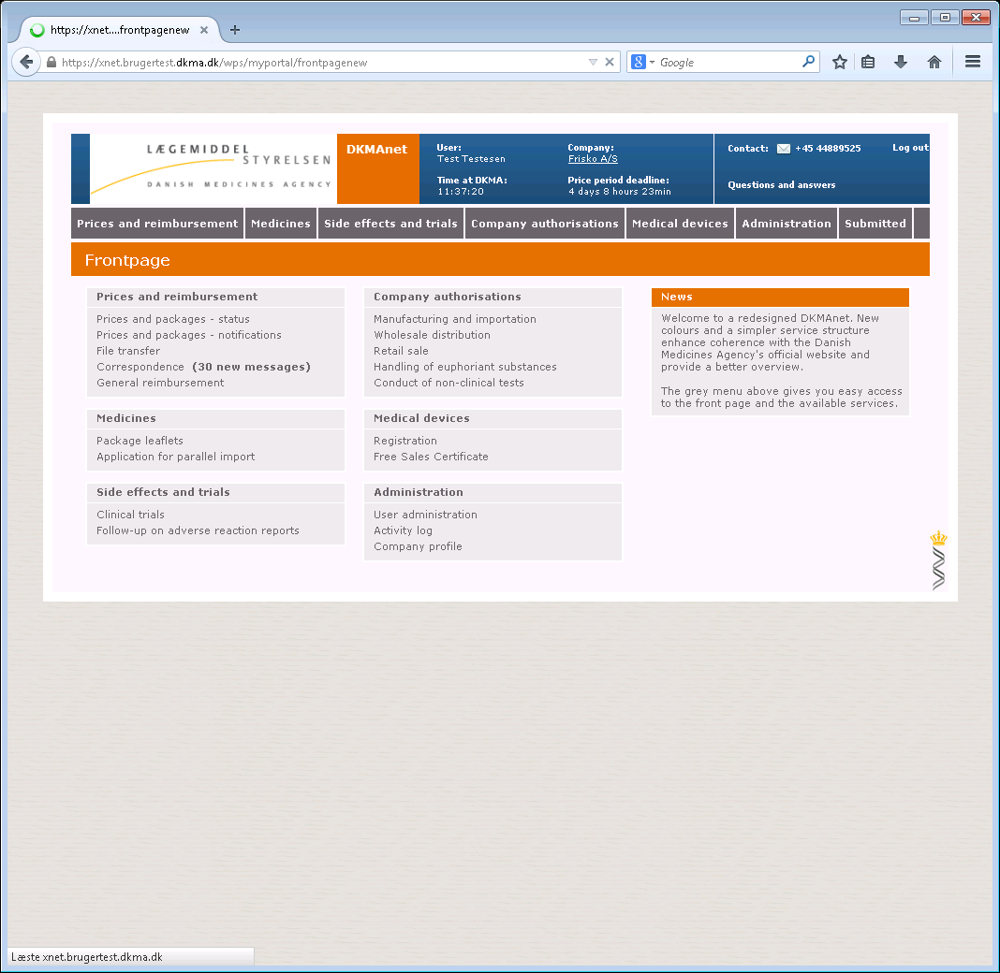 https://xnet....frontpagenew
https://xnet.brugertest.dkma.dk/wps/myportal/frontpagenew
8
Google
LÆGEMIDDEL
STYRELSEN
DANISH MEDICINES AGENCY
DKMAnet
User:
Test Testesen
Time at DKMA:
11:37:20
Company:
Frisko A/S
Price period deadline:
4 days 8 hours 23min
Contact: +45 44889525
Log out
Questions and answers
Prices and reimbursement Medicines Side effects and trials Company authorisations Medical devices Administration Submitted
Frontpage
Prices and reimbursement
Prices and packages - status
Prices and packages - notifications
File transfer
Correspondence (30 new messages)
General reimbursement
Medicines
Package leaflets
Application for parallel import
Side effects and trials
Clinical trials
Follow-up on adverse reaction reports
Company authorisations
Manufacturing and importation
Wholesale distribution
Retail sale
Handling of euphoriant substances
Conduct of non-clinical tests
Medical devices
Registration
Free Sales Certificate
Administration
User administration
Activity log
Company profile
News
Welcome to a redesigned DKMAnet. New
colours and a simpler service structure
enhance coherence with the Danish
Medicines Agency's official website and
provide a better overview.
The grey menu above gives you easy access
to the front page and the available services.
Læste xnet.brugertest.dkma.dk